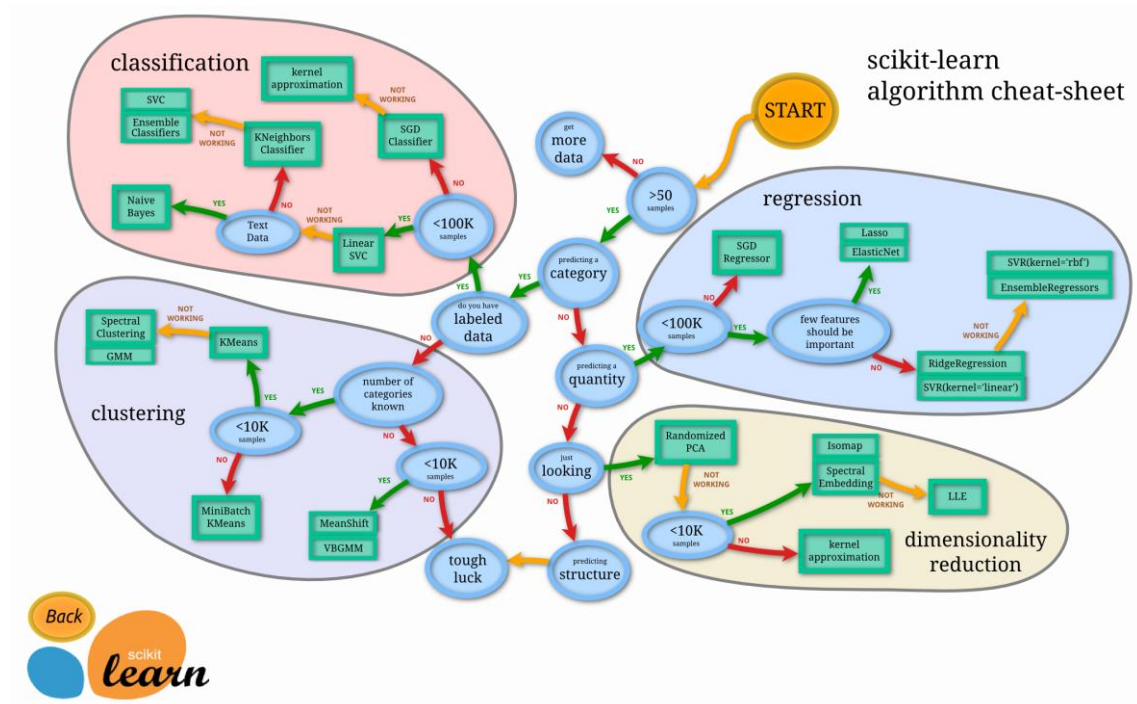 scikit-learn
algorithm cheat-sheet
START
classification
kernel
approximation
NOT
WORKING
SVC
Ensemble
Classifiers
NOT
WORKING
KNeighbors
Classifier
SGD
Classifier
NO
Naive
Bayes
YES
NO
Text
Data
NOT
WORKING
Linear
SVC
YES
<100K
samples
YES
get
more
data
NO
>50
samples
YES
predicting a
category
YES
NO
do you have
labeled
data
NO
predicting a
quantity
YES
NO
just
looking
YES
NO
predicting
structure
tough
luck
regression
SGD
Regressor
NO
<100K
samples
YES
Lasso
ElasticNet
YES
few features
should be
important
NO
SVR(kernel='rbf')
EnsembleRegressors
NOT
WORKING
RidgeRegression
SVR(kernel='linear')
clustering
Spectral
Clustering
GMM
NOT
WORKING
KMeans
YES
<10K
samples
NO
MiniBatch
KMeans
number of
categories
known
YES
NO
<10K
samples
YES
NO
MeanShift
VBGMM
Randomized
PCA
NOT
WORKING
<10K
samples
YES
NO
Isomap
Spectral
Embedding
NOT
WORKING
LLE
kernel
approximation
dimensionality
reduction
Back
scikit
learn